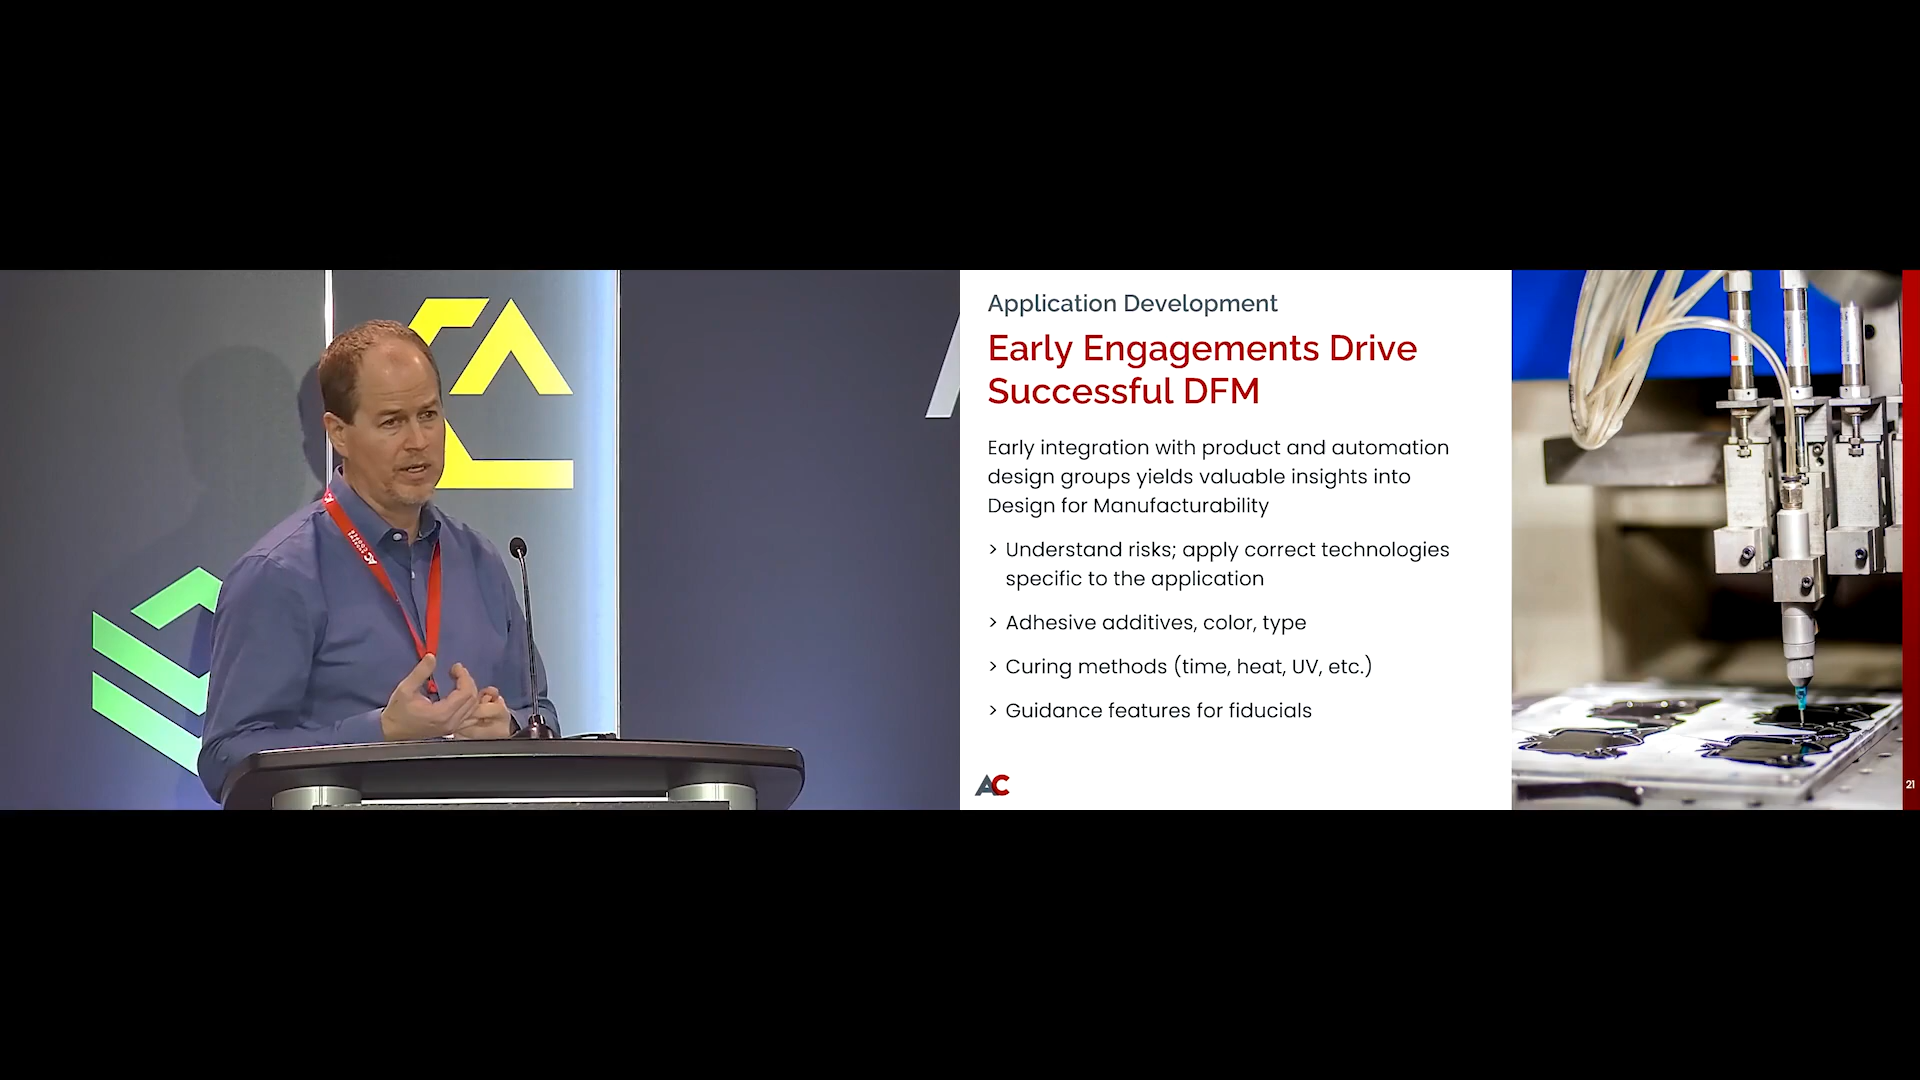 Application Development
Early Engagements Drive
Successful DFM
Early integration with product and automation
design groups yields valuable insights into
Design for Manufacturability
> Understand risks; apply correct technologies
specific to the application
> Adhesive additives, color, type
> Curing methods (time, heat, UV, etc.)
> Guidance features for fiducials
AC
21